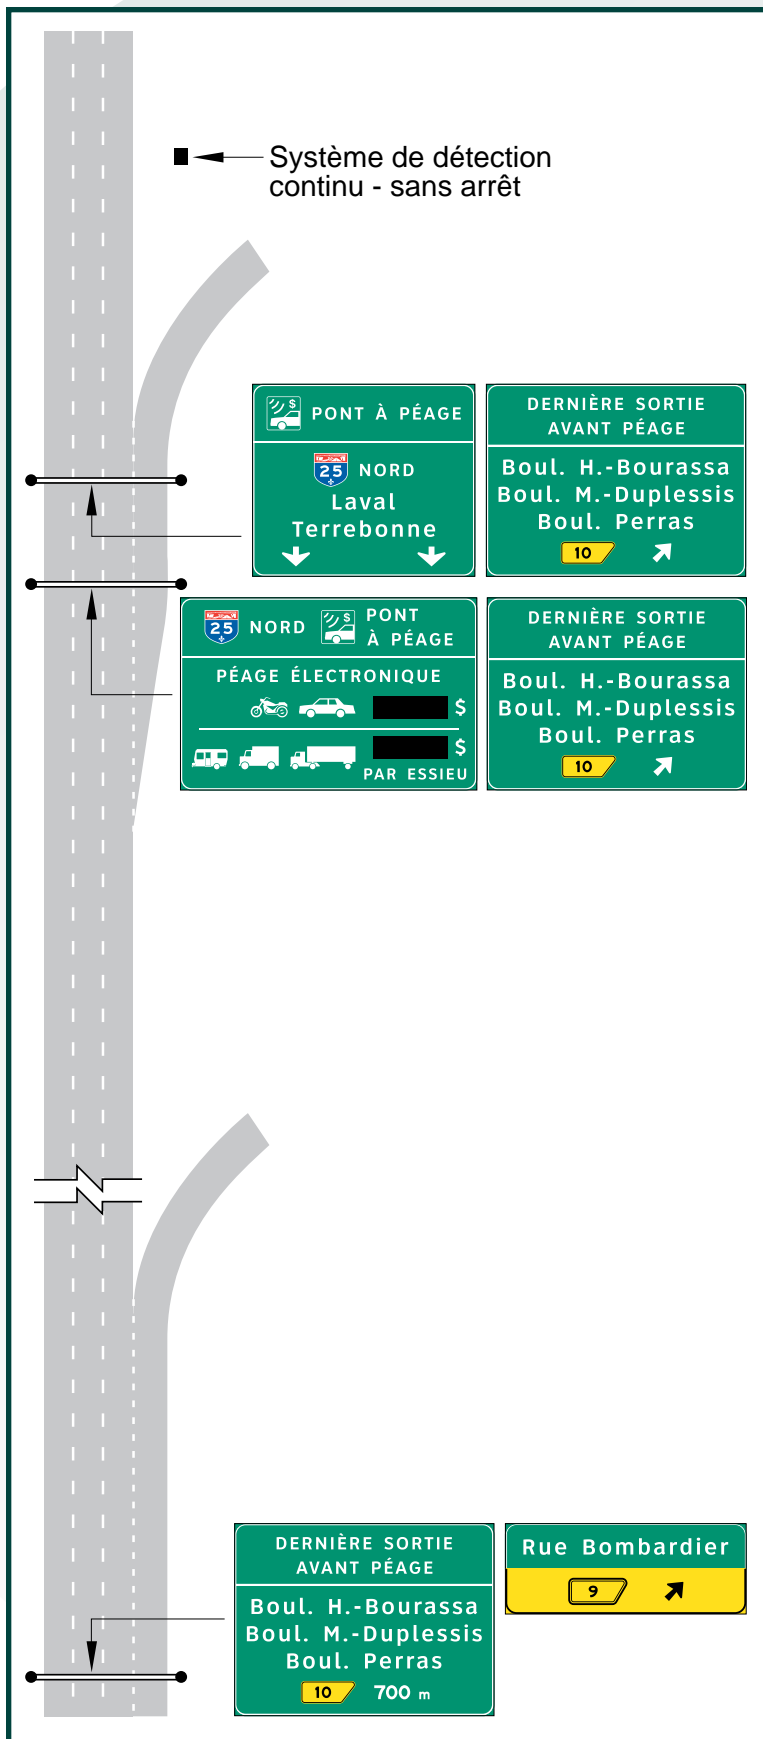 Système de détection
continu - sans arrêt
$
PONT À PÉAGE
25 NORD
Laval
Terrebonne
DERNIÈRE SORTIE
AVANT PÉAGE
Boul. H.-Bourassa
Boul. M.-Duplessis
Boul. Perras
10
25 NORD
$
PONT
À PÉAGE
PÉAGE ÉLECTRONIQUE
$
$
PAR ESSIEU
DERNIÈRE SORTIE
AVANT PÉAGE
Boul. H.-Bourassa
Boul. M.-Duplessis
Boul. Perras
10
DERNIÈRE SORTIE
AVANT PÉAGE
Boul. H.-Bourassa
Boul. M.-Duplessis
Boul. Perras
10 700 m
Rue Bombardier
9